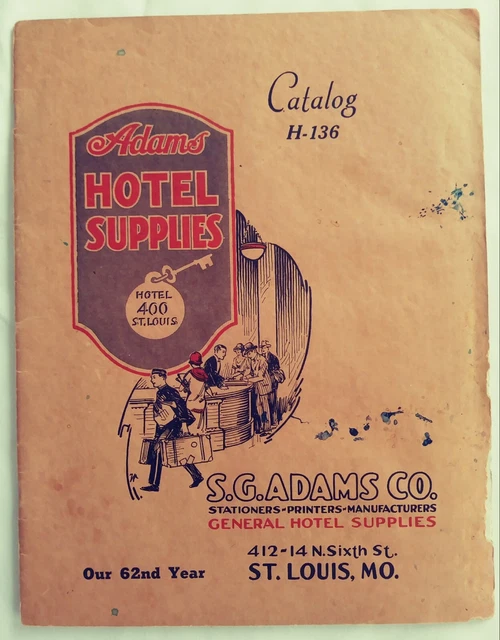 Catalog
H-136
Adams
HOTEL
SUPPLIES
HOTEL
400
ST. LOUIS.
S.G. ADAMS CO.
STATIONERS-PRINTERS-MANUFACTURERS
GENERAL HOTEL SUPPLIES
412-14 N. Sixth St.
Our 62nd Year
ST. LOUIS, MO.